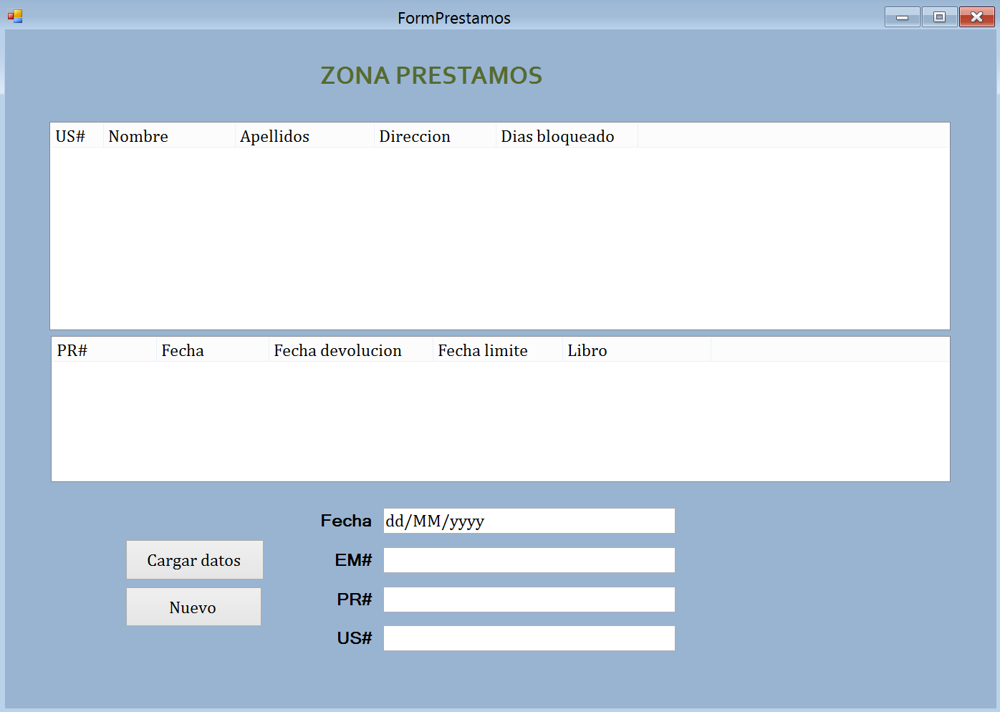 FormPrestamos
ZONA PRESTAMOS
US# Nombre Apellidos Direccion Dias bloqueado
PR# Fecha Fecha devolucion Fecha limite Libro
Fecha dd/MM/yyyy
Cargar datos EM#
PR#
Nuevo
US#